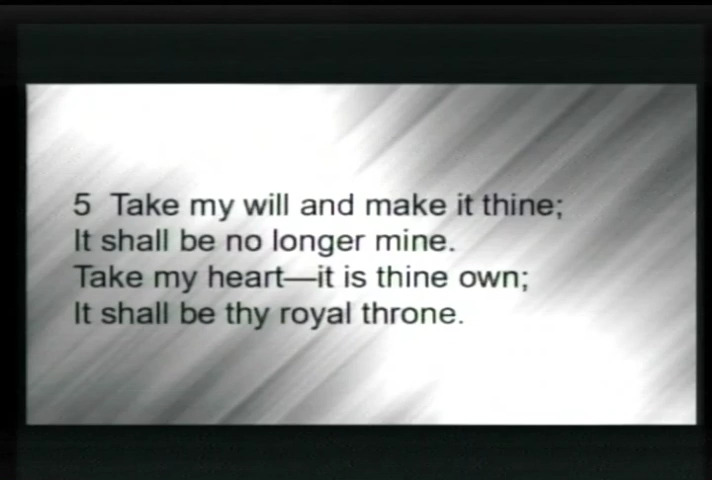 5 Take my will and make it thine;
It shall be no longer mine.
Take my heart—it is thine own;
It shall be thy royal throne.